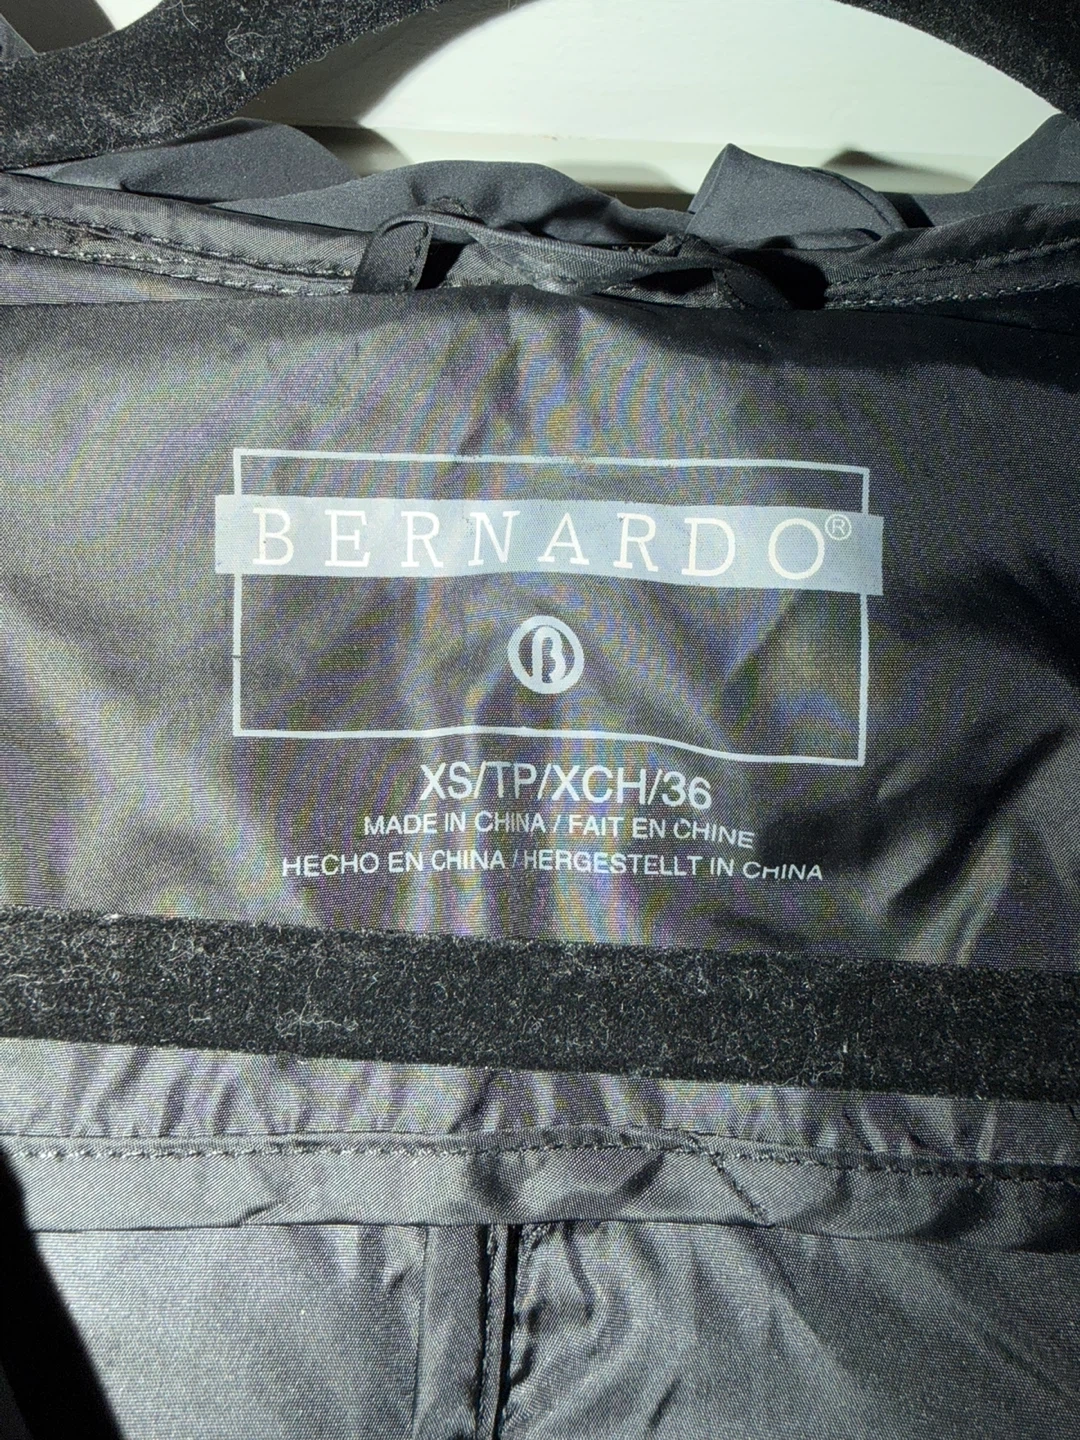 BERNARDO®
B
XS/TP/XCH/36
MADE IN CHINA / FAIT EN CHINE
HECHO EN CHINA / HERGESTELLT IN CHINA